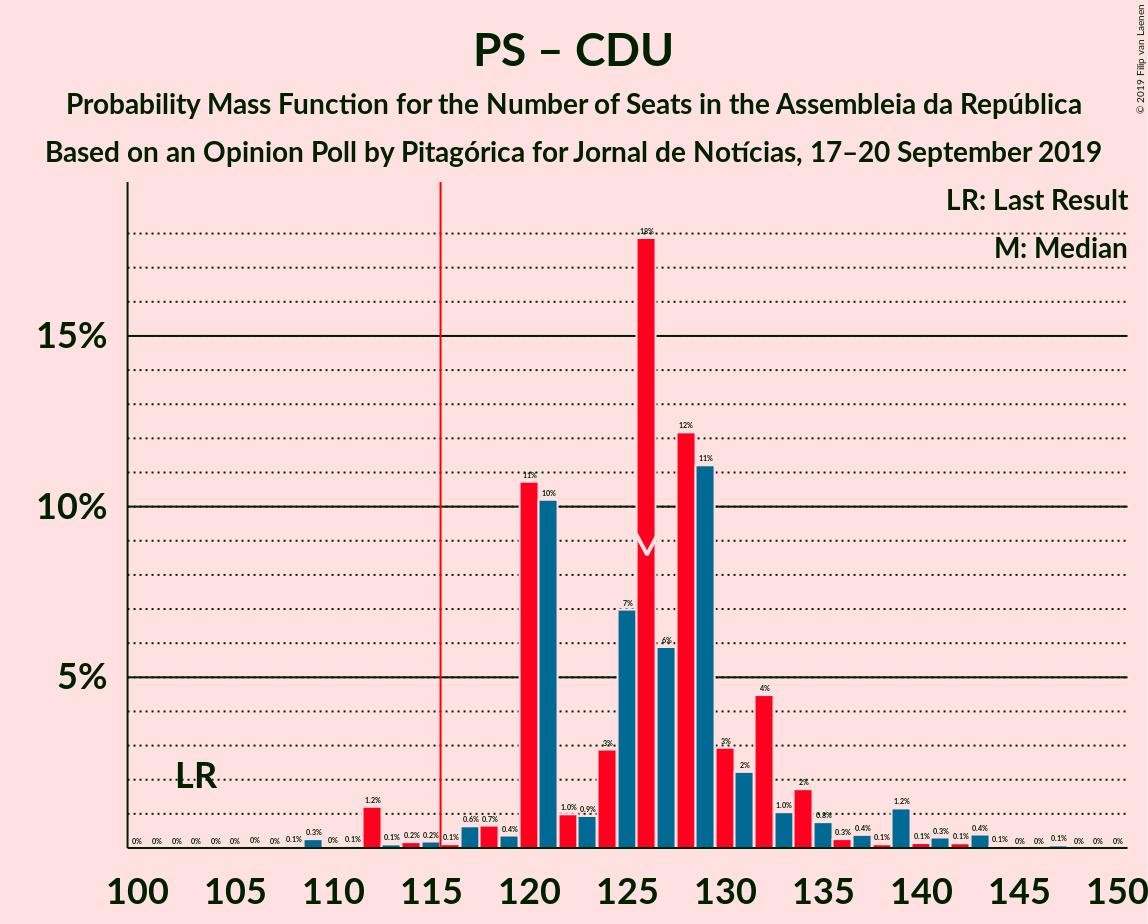 PS – CDU
Probability Mass Function for the Number of Seats in the Assembleia da República
Based on an Opinion Poll by Pitagórica for Jornal de Notícias, 17–20 September 2019
© 2019 Filip van Laenen
LR: Last Result
M: Median
15%
10%
5%
LR
0% 0% 0% 0% 0% 0% 0% 0% 0.1% 0.3% 0% 0.1% 1.2% 0.1% 0.2% 0.2% 0.1% 0.6% 0.7% 0.4% 11% 10% 1.0% 0.9% 3% 7% 18% 6% 12% 11% 3% 2% 4% 1.0% 2% 0.8% 0.3% 0.4% 0.1% 1.2% 0.1% 0.3% 0.1% 0.4% 0.1% 0% 0% 0.1% 0% 0% 0%
100 105 110 115 120 125 130 135 140 145 150